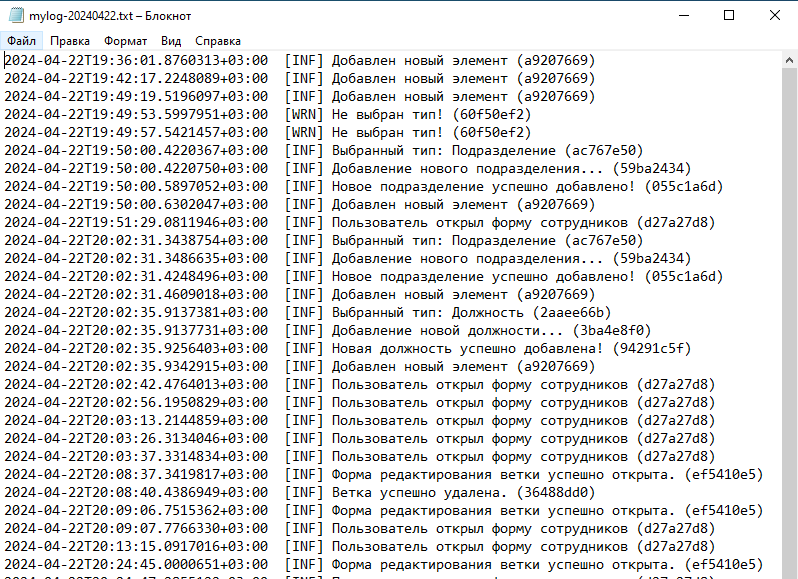 mylog-20240422.txt – Блокнот
Файл Правка Формат Вид Справка
2024-04-22T19:36:01.8760313+03:00 [INF] Добавлен новый элемент (a9207669)
2024-04-22T19:42:17.2248089+03:00 [INF] Добавлен новый элемент (a9207669)
2024-04-22T19:49:19.5196097+03:00 [INF] Добавлен новый элемент (a9207669)
2024-04-22T19:49:53.5997951+03:00 [WRN] Не выбран тип! (60f50ef2)
2024-04-22T19:49:57.5421457+03:00 [WRN] Не выбран тип! (60f50ef2)
2024-04-22T19:50:00.4220367+03:00 [INF] Выбранный тип: Подразделение (ac767e50)
2024-04-22T19:50:00.4220750+03:00 [INF] Добавление нового подразделения... (59ba2434)
2024-04-22T19:50:00.5897052+03:00 [INF] Новое подразделение успешно добавлено! (055c1a6d)
2024-04-22T19:50:00.6302047+03:00 [INF] Добавлен новый элемент (a9207669)
2024-04-22T19:51:29.0811946+03:00 [INF] Пользователь открыл форму сотрудников (d27a27d8)
2024-04-22T20:02:31.3438754+03:00 [INF] Выбранный тип: Подразделение (ac767e50)
2024-04-22T20:02:31.3486635+03:00 [INF] Добавление нового подразделения... (59ba2434)
2024-04-22T20:02:31.4248496+03:00 [INF] Новое подразделение успешно добавлено! (055c1a6d)
2024-04-22T20:02:31.4609018+03:00 [INF] Добавлен новый элемент (a9207669)
2024-04-22T20:02:35.9137381+03:00 [INF] Выбранный тип: Должность (2aaee66b)
2024-04-22T20:02:35.9137731+03:00 [INF] Добавление новой должности... (3ba4e8f0)
2024-04-22T20:02:35.9256403+03:00 [INF] Новая должность успешно добавлена! (94291c5f)
2024-04-22T20:02:35.9342915+03:00 [INF] Добавлен новый элемент (a9207669)
2024-04-22T20:02:42.4764013+03:00 [INF] Пользователь открыл форму сотрудников (d27a27d8)
2024-04-22T20:02:56.1950829+03:00 [INF] Пользователь открыл форму сотрудников (d27a27d8)
2024-04-22T20:03:13.2144859+03:00 [INF] Пользователь открыл форму сотрудников (d27a27d8)
2024-04-22T20:03:26.3134046+03:00 [INF] Пользователь открыл форму сотрудников (d27a27d8)
2024-04-22T20:03:37.3314834+03:00 [INF] Пользователь открыл форму сотрудников (d27a27d8)
2024-04-22T20:08:37.3419817+03:00 [INF] Форма редактирования ветки успешно открыта. (ef5410e5)
2024-04-22T20:08:40.4386949+03:00 [INF] Ветка успешно удалена. (36488dd0)
2024-04-22T20:09:06.7515362+03:00 [INF] Форма редактирования ветки успешно открыта. (ef5410e5)
2024-04-22T20:09:07.7766330+03:00 [INF] Пользователь открыл форму сотрудников (d27a27d8)
2024-04-22T20:13:15.0917016+03:00 [INF] Пользователь открыл форму сотрудников (d27a27d8)
2024-04-22T20:24:45.0000651+03:00 [INF] Форма редактирования ветки успешно открыта. (ef5410e5)